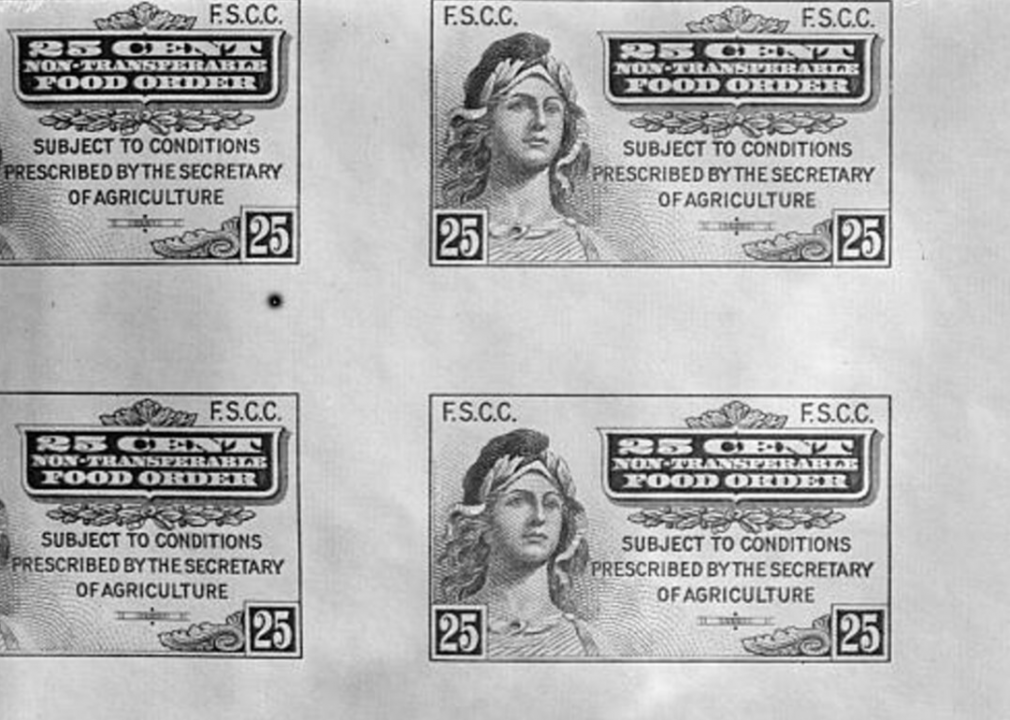 F.S.C.C.
25 CENT
NON-TRANSFERABLE
FOOD ORDER
SUBJECT TO CONDITIONS
PRESCRIBED BY THE SECRETARY
OF AGRICULTURE
25
F.S.C.C. F.S.C.C.
25 CENT
NON-TRANSFERABLE
FOOD ORDER
SUBJECT TO CONDITIONS
PRESCRIBED BY THE SECRETARY
OF AGRICULTURE
25 25
F.S.C.C.
25 CENT
NON-TRANSFERABLE
FOOD ORDER
SUBJECT TO CONDITIONS
PRESCRIBED BY THE SECRETARY
OF AGRICULTURE
25
F.S.C.C. F.S.C.C.
25 CENT
NON-TRANSFERABLE
FOOD ORDER
SUBJECT TO CONDITIONS
PRESCRIBED BY THE SECRETARY
OF AGRICULTURE
25 25